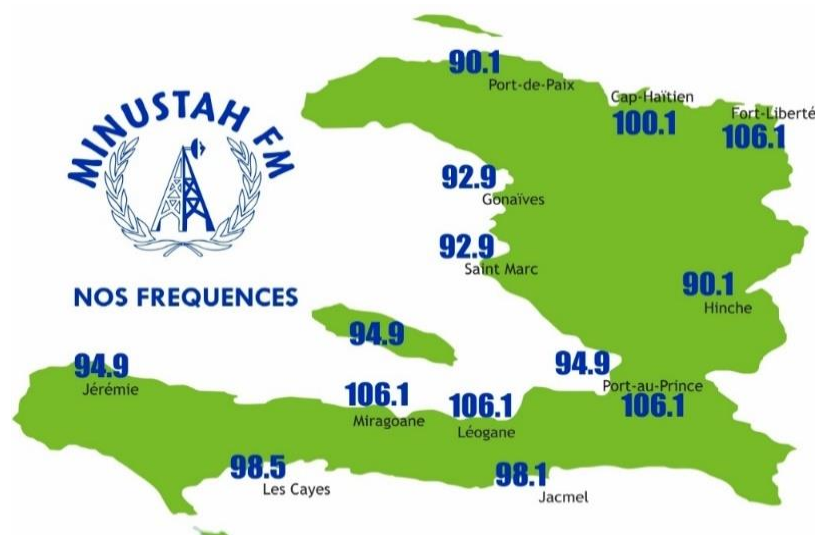 MINUSTAH FM
NOS FREQUENCES
90.1
Port-de-Paix
Cap-Haïtien
100.1
Fort-Liberté
106.1
92.9
Gonaïves
92.9
Saint Marc
90.1
Hinche
94.9
94.9
Port-au-Prince
106.1
94.9
Jérémie
106.1
Miragoane
106.1
Léogane
98.5
Les Cayes
98.1
Jacmel